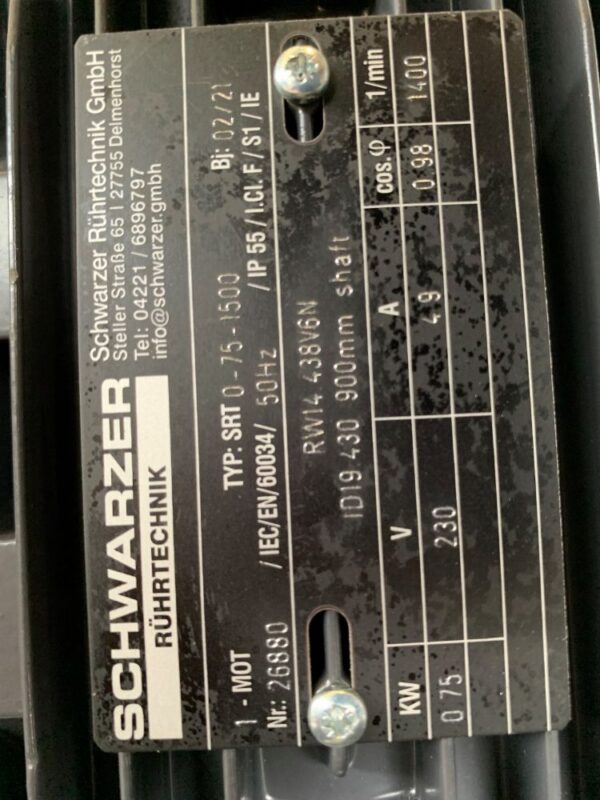 SCHWARZER
RÜHRTECHNIK
Schwarzer Rührtechnik GmbH
Steller Straße 65 | 27755 Delmenhorst
Tel: 04221 / 6896797
info@schwarzer.gmbh
1 - MOT TYP: SRT 0-75-1500 Bj: 02/21
Nr.: 26880 / IEC/EN/60034/ 50Hz / IP 55 / I.Cl. F / S1 / IE
RW14 438V6N
ID19 430 900mm shaft
KW V A cos. φ 1/min
0 75 230 4.9 0.98 1400